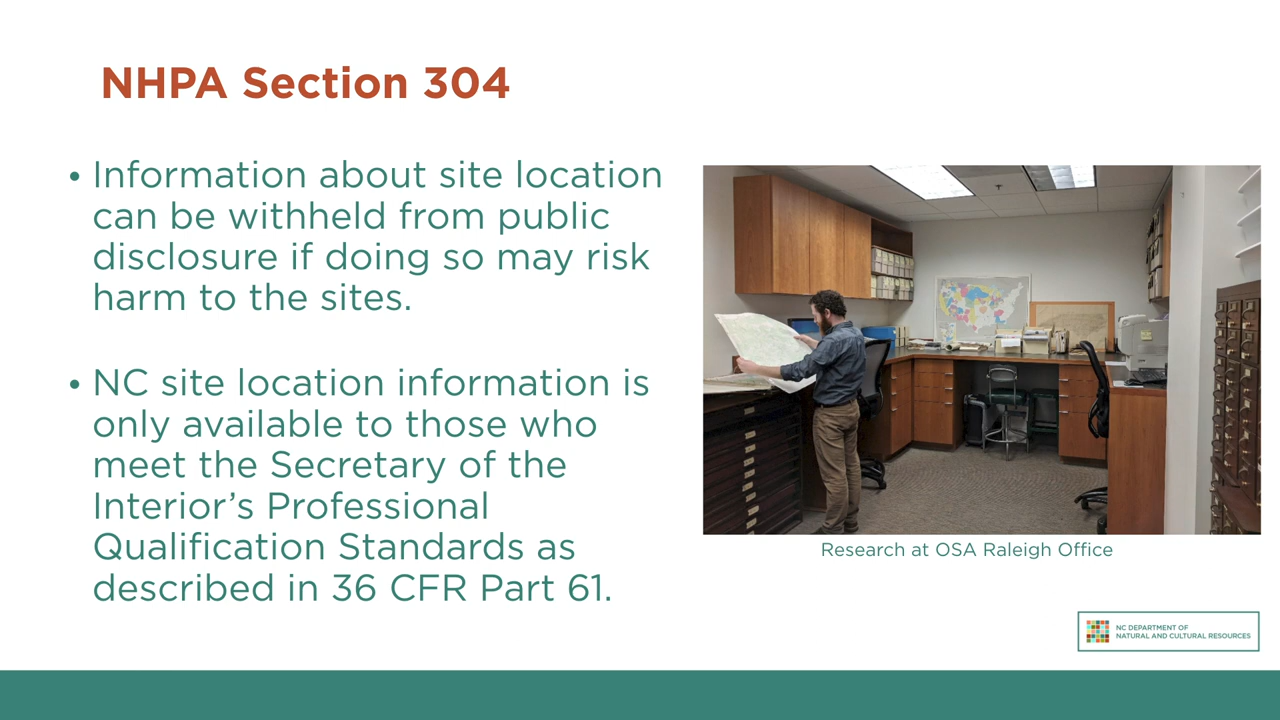 NHPA Section 304
• Information about site location
can be withheld from public
disclosure if doing so may risk
harm to the sites.
• NC site location information is
only available to those who
meet the Secretary of the
Interior’s Professional
Qualification Standards as
described in 36 CFR Part 61.
Research at OSA Raleigh Office
NC DEPARTMENT OF
NATURAL AND CULTURAL RESOURCES